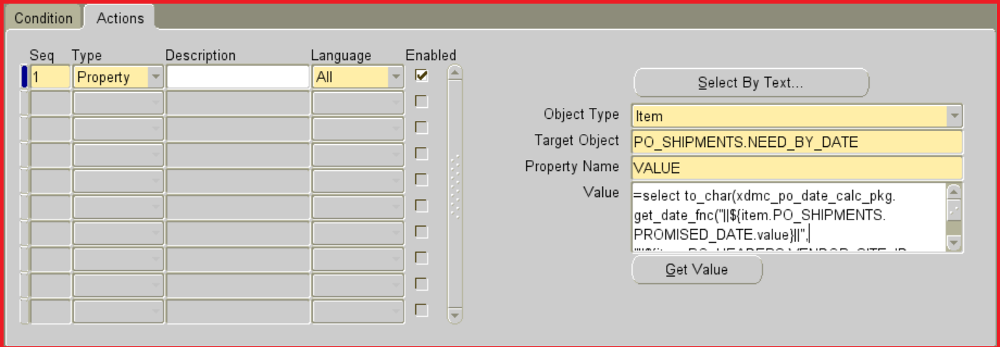 Condition Actions
Seq Type Description Language Enabled
1 Property All
Select By Text...
Object Type Item
Target Object PO_SHIPMENTS.NEED_BY_DATE
Property Name VALUE
Value =select to_char(xdmc_po_date_calc_pkg.
get_date_fnc("||${item.PO_SHIPMENTS.
PROMISED_DATE.value}||",
Get Value